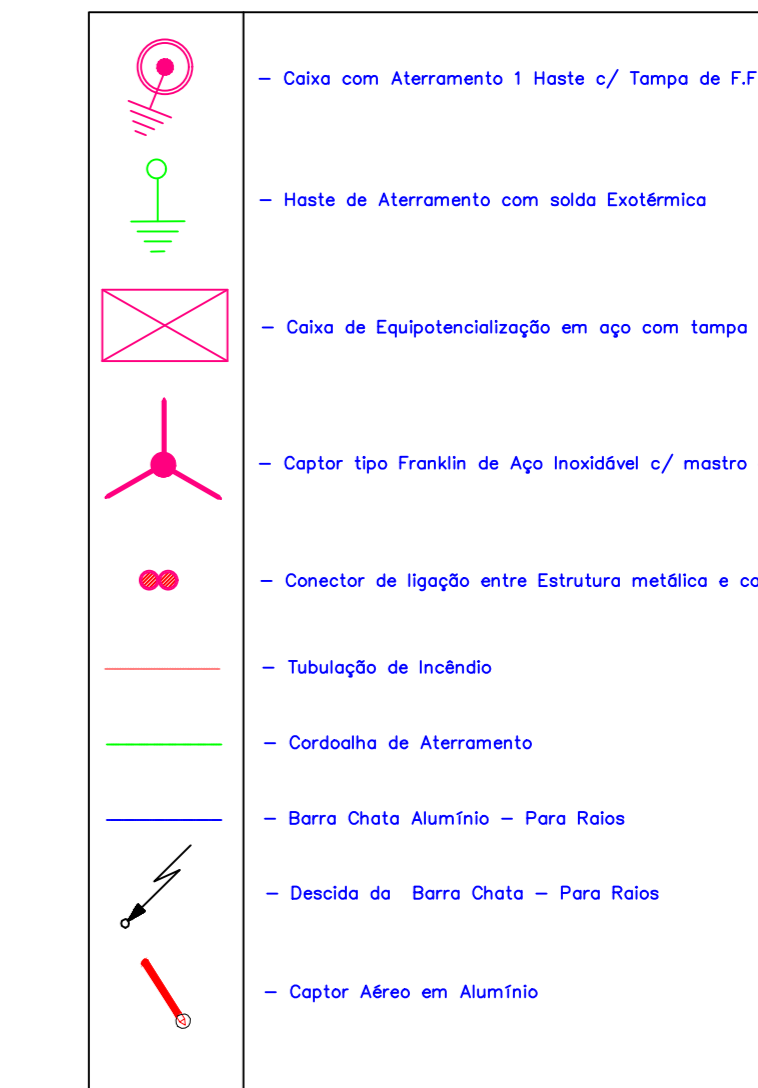 - Caixa com Aterramento 1 Haste c/ Tampa de F.F
- Haste de Aterramento com solda Exotérmica
- Caixa de Equipotencialização em aço com tampa
- Captor tipo Franklin de Aço Inoxidável c/ mastro
- Conector de ligação entre Estrutura metálica e
- Tubulação de Incêndio
- Cordoalha de Aterramento
- Barra Chata Alumínio - Para Raios
- Descida da Barra Chata - Para Raios
- Captor Aéreo em Alumínio